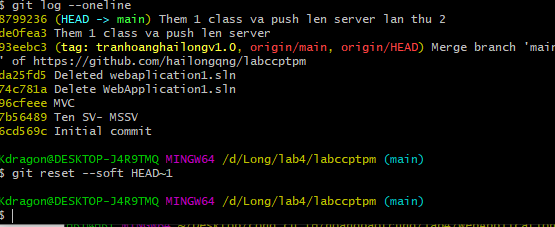 $ git log --oneline
8799236 (HEAD -> main) Them 1 class va push len server lan thu 2
de0fea3 Them 1 class va push len server
93eebc3 (tag: tranhoanghailongv1.0, origin/main, origin/HEAD) Merge branch 'main
' of https://github.com/hailongqng/labccptpm
da25fd5 Deleted webaplication1.sln
74c781a Delete WebApplication1.sln
96cfeee MVC
7b56489 Ten SV- MSSV
6cd569c Initial commit
Kdragon@DESKTOP-J4R9TMQ MINGW64 /d/Long/lab4/labccptpm (main)
$ git reset --soft HEAD~1
Kdragon@DESKTOP-J4R9TMQ MINGW64 /d/Long/lab4/labccptpm (main)
$